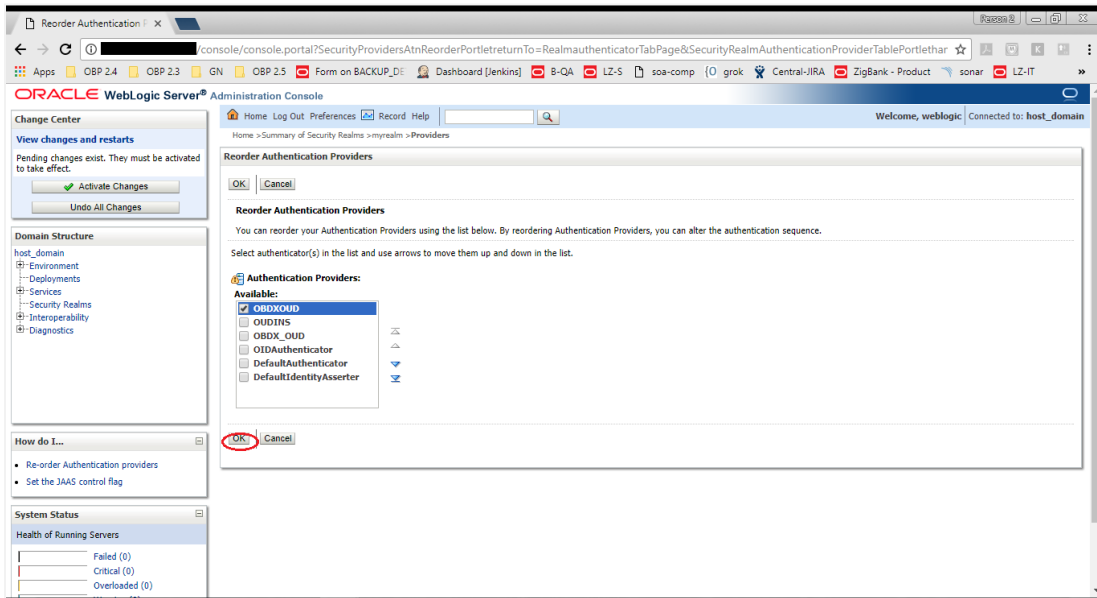 Reorder Authentication P
Person 2
/console/console.portal?SecurityProvidersAtnReorderPortletreturnTo=RealmauthenticatorTabPage&SecurityRealmAuthenticationProviderTablePortlethar
Apps OBP 2.4 OBP 2.3 GN OBP 2.5 Form on BACKUP_DE Dashboard [Jenkins] B-QA LZ-S soa-comp grok Central-JIRA ZigBank - Product sonar LZ-IT »
ORACLE WebLogic Server® Administration Console
Change Center
View changes and restarts
Pending changes exist. They must be activated
to take effect.
Activate Changes
Undo All Changes
Domain Structure
host_domain
Environment
Deployments
Services
Security Realms
Interoperability
Diagnostics
How do I...
• Re-order Authentication providers
• Set the JAAS control flag
System Status
Health of Running Servers
Failed (0)
Critical (0)
Overloaded (0)
Home Log Out Preferences Record Help
Welcome, weblogic Connected to: host_domain
Home >Summary of Security Realms >myrealm >Providers
Reorder Authentication Providers
OK Cancel
Reorder Authentication Providers
You can reorder your Authentication Providers using the list below. By reordering Authentication Providers, you can alter the authentication sequence.
Select authenticator(s) in the list and use arrows to move them up and down in the list.
Authentication Providers:
Available:
OBDXOUD
OUDINS
OBDX_OUD
OIDAuthenticator
DefaultAuthenticator
DefaultIdentityAsserter
OK Cancel